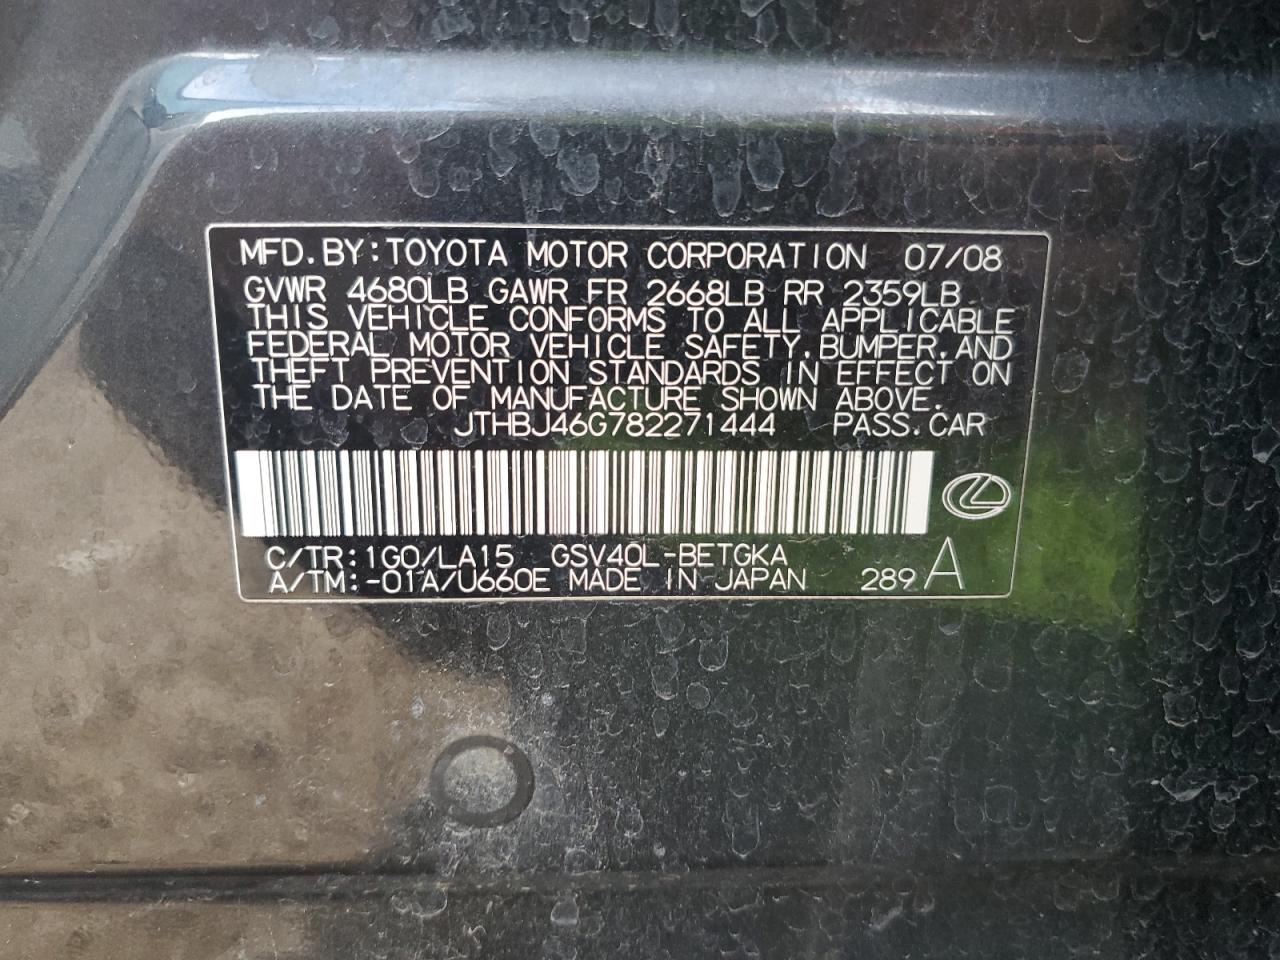 MFD. BY: TOYOTA MOTOR CORPORATION 07/08
GVWR 4680LB GAWR FR 2668LB RR 2359LB
THIS VEHICLE CONFORMS TO ALL APPLICABLE
FEDERAL MOTOR VEHICLE SAFETY, BUMPER, AND
THEFT PREVENTION STANDARDS IN EFFECT ON
THE DATE OF MANUFACTURE SHOWN ABOVE.
JTHBJ46G782271444 PASS. CAR
C/TR: 1G0/LA15 GSV40L-BETGKA
A/TM: -01A/U660E MADE IN JAPAN 289 A